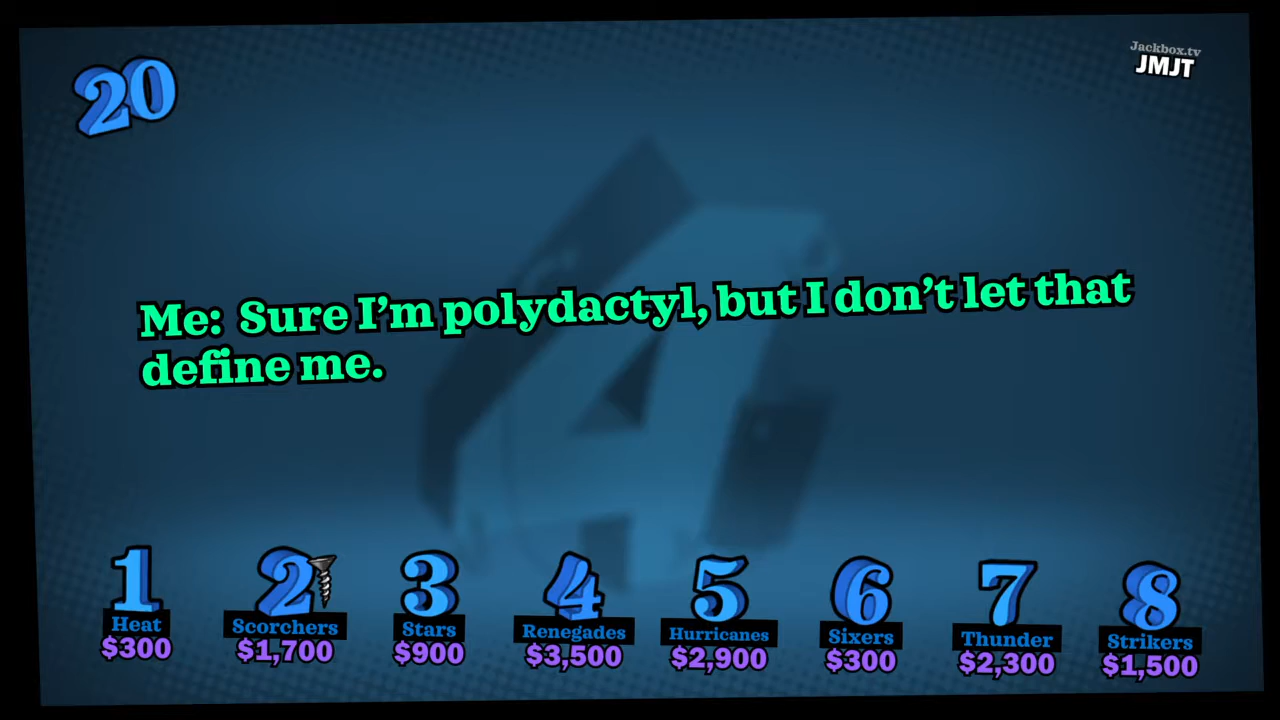 20
Jackbox.tv
JMJT
Me: Sure I'm polydactyl, but I don't let that
define me.
1 2 3 4 5 6 7 8
Heat Scorchers Stars Renegades Hurricanes Sixers Thunder Strikers
$300 $1,700 $900 $3,500 $2,900 $300 $2,300 $1,500